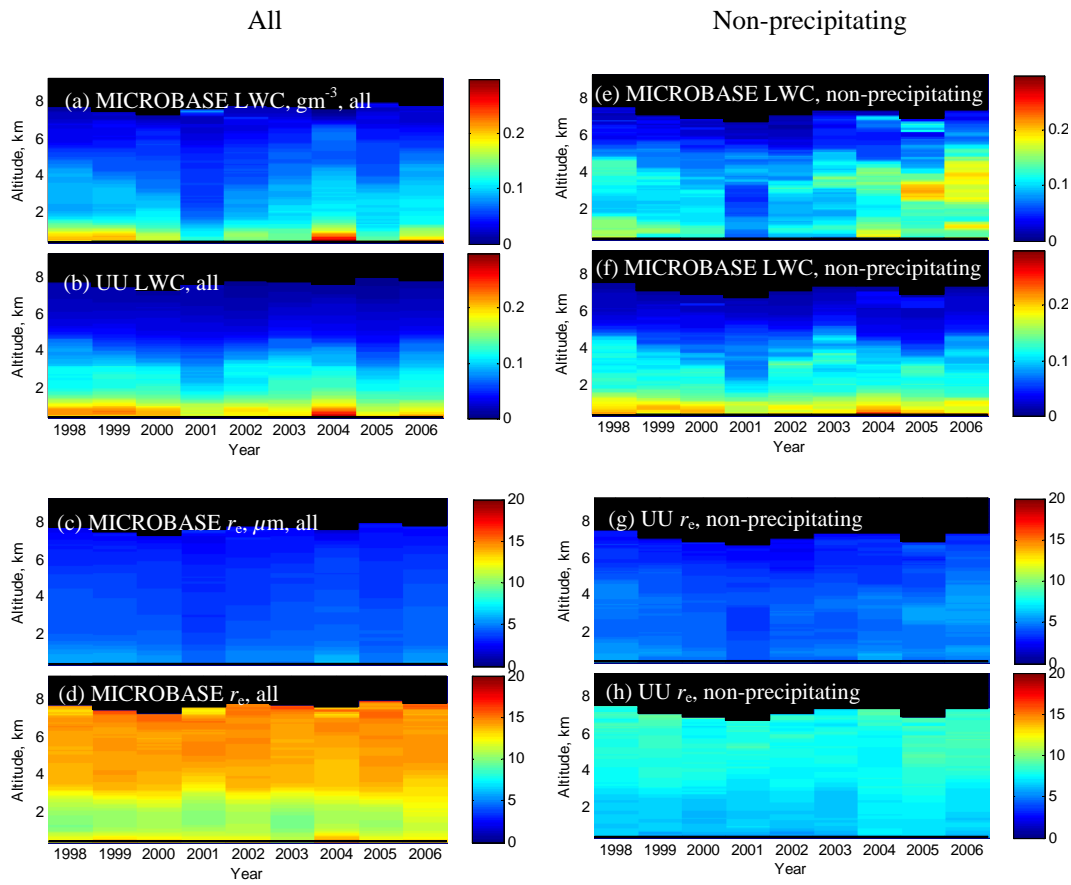 All
Non-precipitating
(a) MICROBASE LWC, gm⁻³, all
Altitude, km
8
6
4
2
0.2
0.1
0
(e) MICROBASE LWC, non-precipitating
Altitude, km
8
6
4
2
0.2
0.1
0
(b) UU LWC, all
Altitude, km
8
6
4
2
0.2
0.1
0
1998 1999 2000 2001 2002 2003 2004 2005 2006
Year
(f) MICROBASE LWC, non-precipitating
Altitude, km
8
6
4
2
0.2
0.1
0
1998 1999 2000 2001 2002 2003 2004 2005 2006
Year
(c) MICROBASE rₑ, μm, all
Altitude, km
8
6
4
2
20
15
10
5
0
(g) UU rₑ, non-precipitating
Altitude, km
8
6
4
2
20
15
10
5
0
(d) MICROBASE rₑ, all
Altitude, km
8
6
4
2
20
15
10
5
0
1998 1999 2000 2001 2002 2003 2004 2005 2006
Year
(h) UU rₑ, non-precipitating
Altitude, km
8
6
4
2
20
15
10
5
0
1998 1999 2000 2001 2002 2003 2004 2005 2006
Year